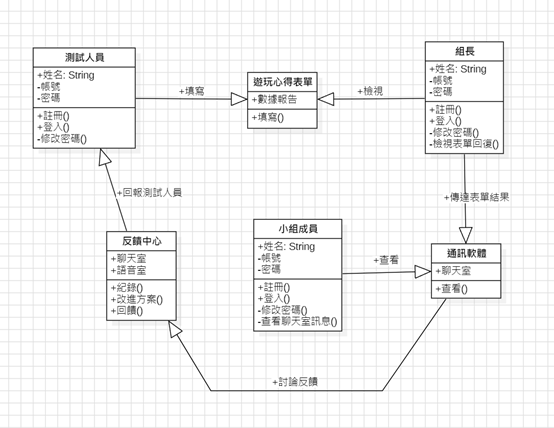 測試人員
+姓名: String
-帳號
-密碼
+註冊()
+登入()
-修改密碼()
+填寫
遊玩心得表單
+數據報告
+填寫()
+檢視
組長
+姓名: String
-帳號
-密碼
+註冊()
+登入()
-修改密碼()
-檢視表單回復()
+回報測試人員
+傳達表單結果
反饋中心
+聊天室
+語音室
+紀錄()
+改進方案()
+回饋()
小組成員
+姓名: String
-帳號
-密碼
+註冊()
+登入()
-修改密碼()
-查看聊天室訊息()
+查看
通訊軟體
+聊天室
+查看()
+討論反饋